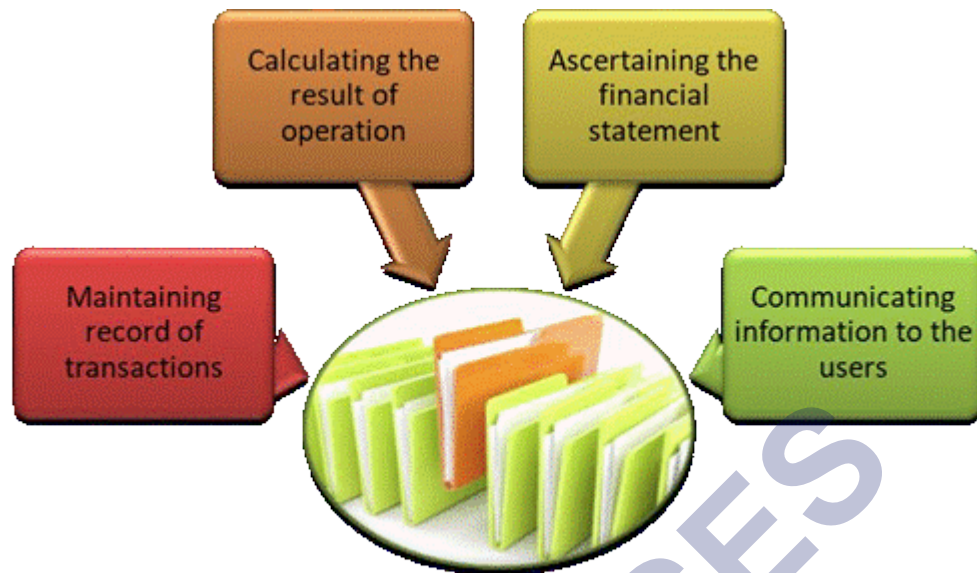 Calculating the
result of
operation
Ascertaining the
financial
statement
Maintaining
record of
transactions
Communicating
information to the
users